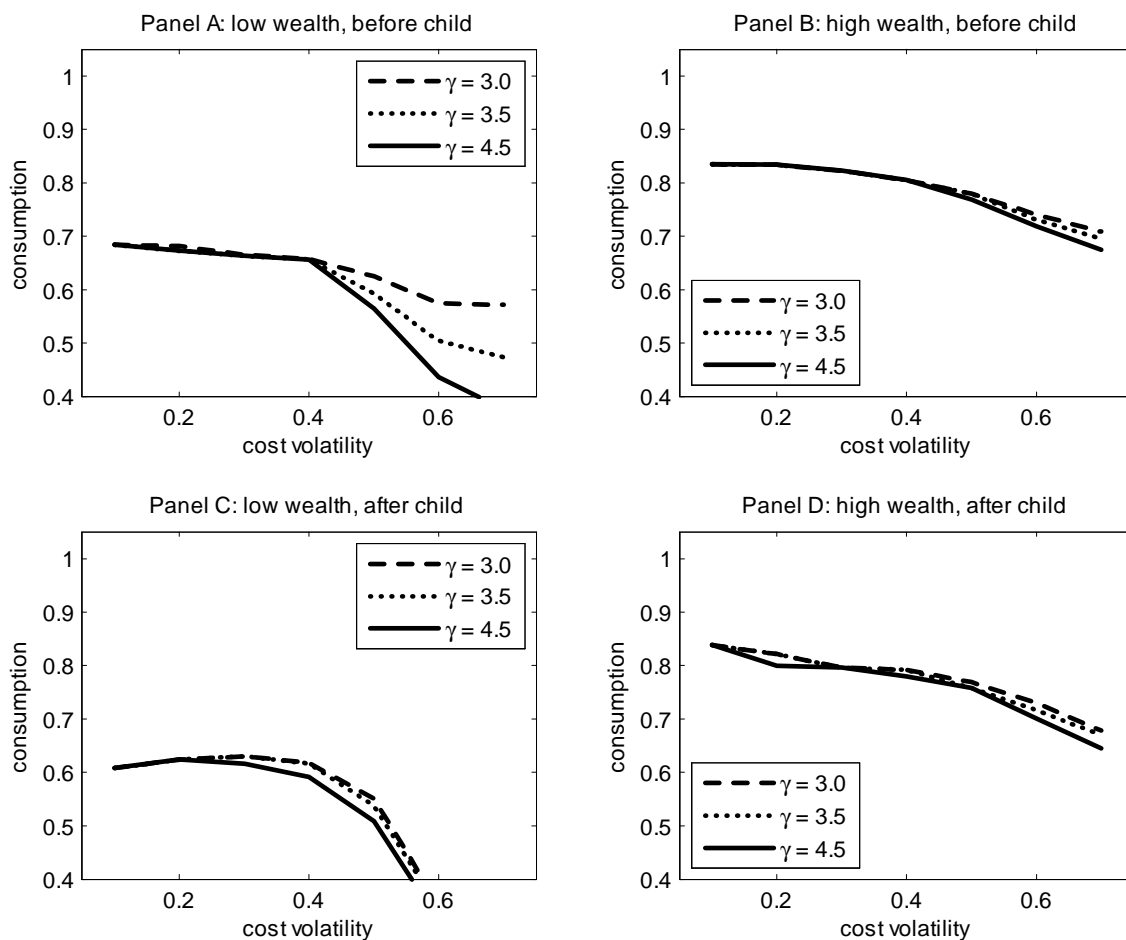 Panel A: low wealth, before child
1
0.9
0.8
0.7
0.6
0.5
0.4
consumption
γ = 3.0
γ = 3.5
γ = 4.5
0.2 0.4 0.6
cost volatility
Panel B: high wealth, before child
1
0.9
0.8
0.7
0.6
0.5
0.4
consumption
γ = 3.0
γ = 3.5
γ = 4.5
0.2 0.4 0.6
cost volatility
Panel C: low wealth, after child
1
0.9
0.8
0.7
0.6
0.5
0.4
consumption
γ = 3.0
γ = 3.5
γ = 4.5
0.2 0.4 0.6
cost volatility
Panel D: high wealth, after child
1
0.9
0.8
0.7
0.6
0.5
0.4
consumption
γ = 3.0
γ = 3.5
γ = 4.5
0.2 0.4 0.6
cost volatility